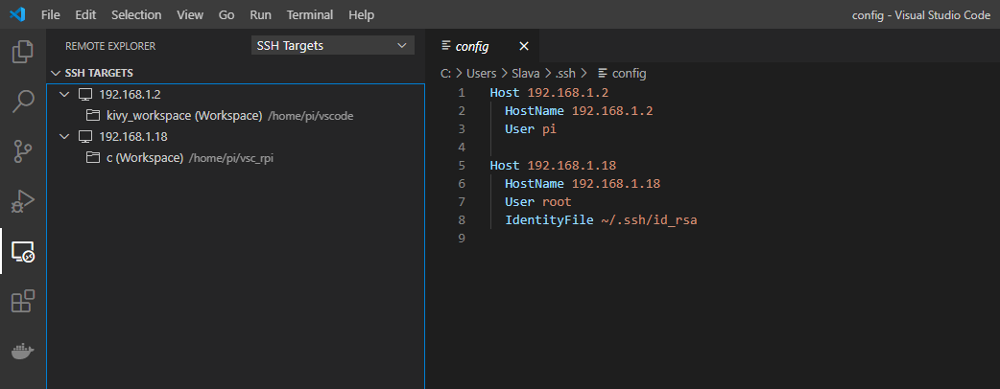 File Edit Selection View Go Run Terminal Help config - Visual Studio Code
REMOTE EXPLORER SSH Targets
SSH TARGETS
192.168.1.2
kivy_workspace (Workspace) /home/pi/vscode
192.168.1.18
c (Workspace) /home/pi/vsc_rpi
config
C: > Users > Slava > .ssh > config
1 Host 192.168.1.2
2 HostName 192.168.1.2
3 User pi
4
5 Host 192.168.1.18
6 HostName 192.168.1.18
7 User root
8 IdentityFile ~/.ssh/id_rsa
9